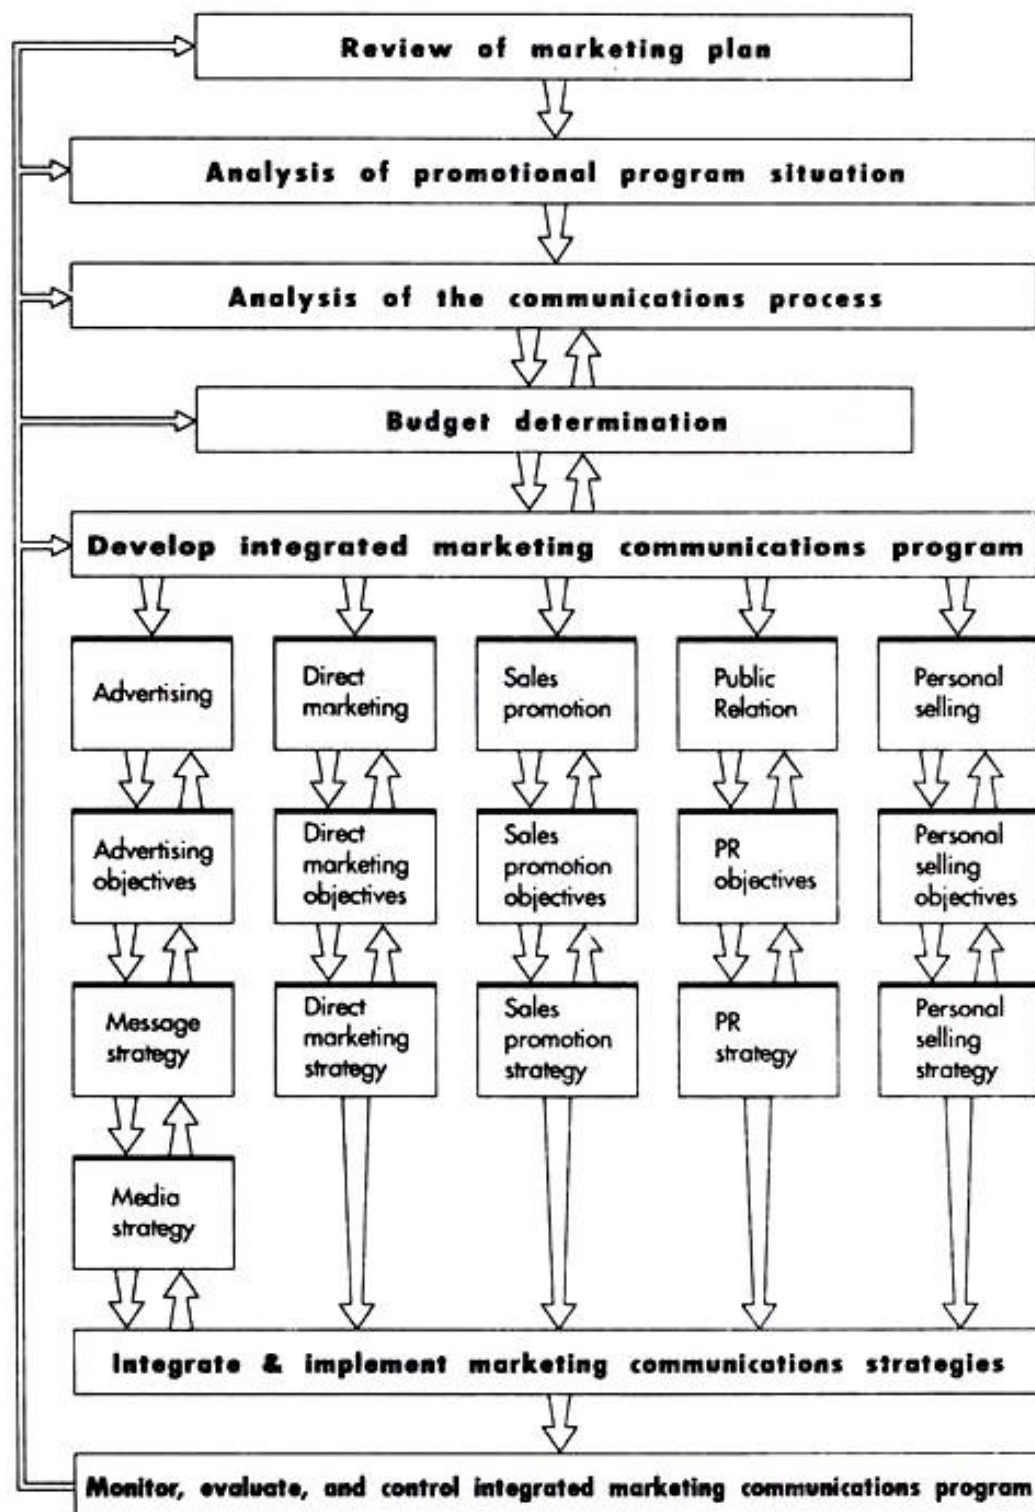 Review of marketing plan
Analysis of promotional program situation
Analysis of the communications process
Budget determination
Develop integrated marketing communications program
Advertising
Direct
marketing
Sales
promotion
Public
Relation
Personal
selling
Advertising
objectives
Direct
marketing
objectives
Sales
promotion
objectives
PR
objectives
Personal
selling
objectives
Message
strategy
Direct
marketing
strategy
Sales
promotion
strategy
PR
strategy
Personal
selling
strategy
Media
strategy
Integrate & implement marketing communications strategies
Monitor, evaluate, and control integrated marketing communications program